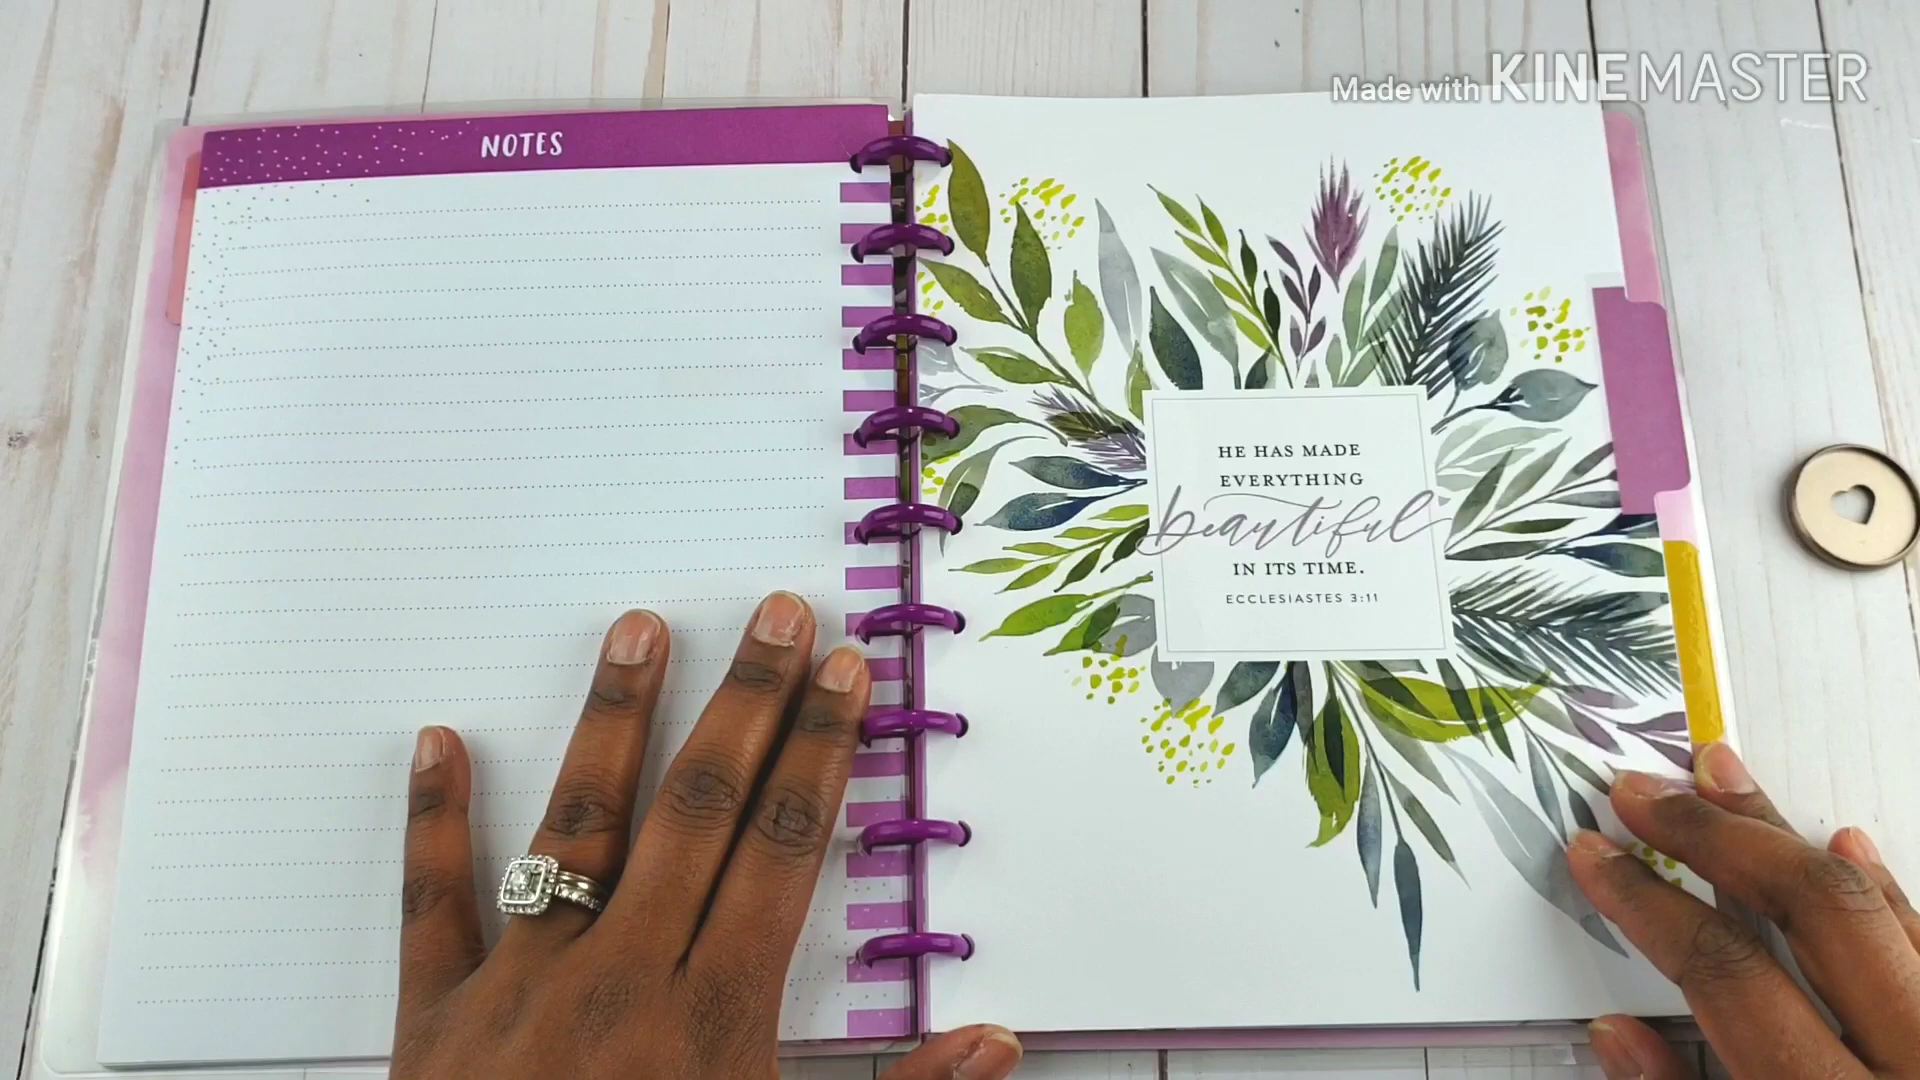 Made with KINEMASTER
NOTES
HE HAS MADE
EVERYTHING
beautiful
IN ITS TIME.
ECCLESIASTES 3:11